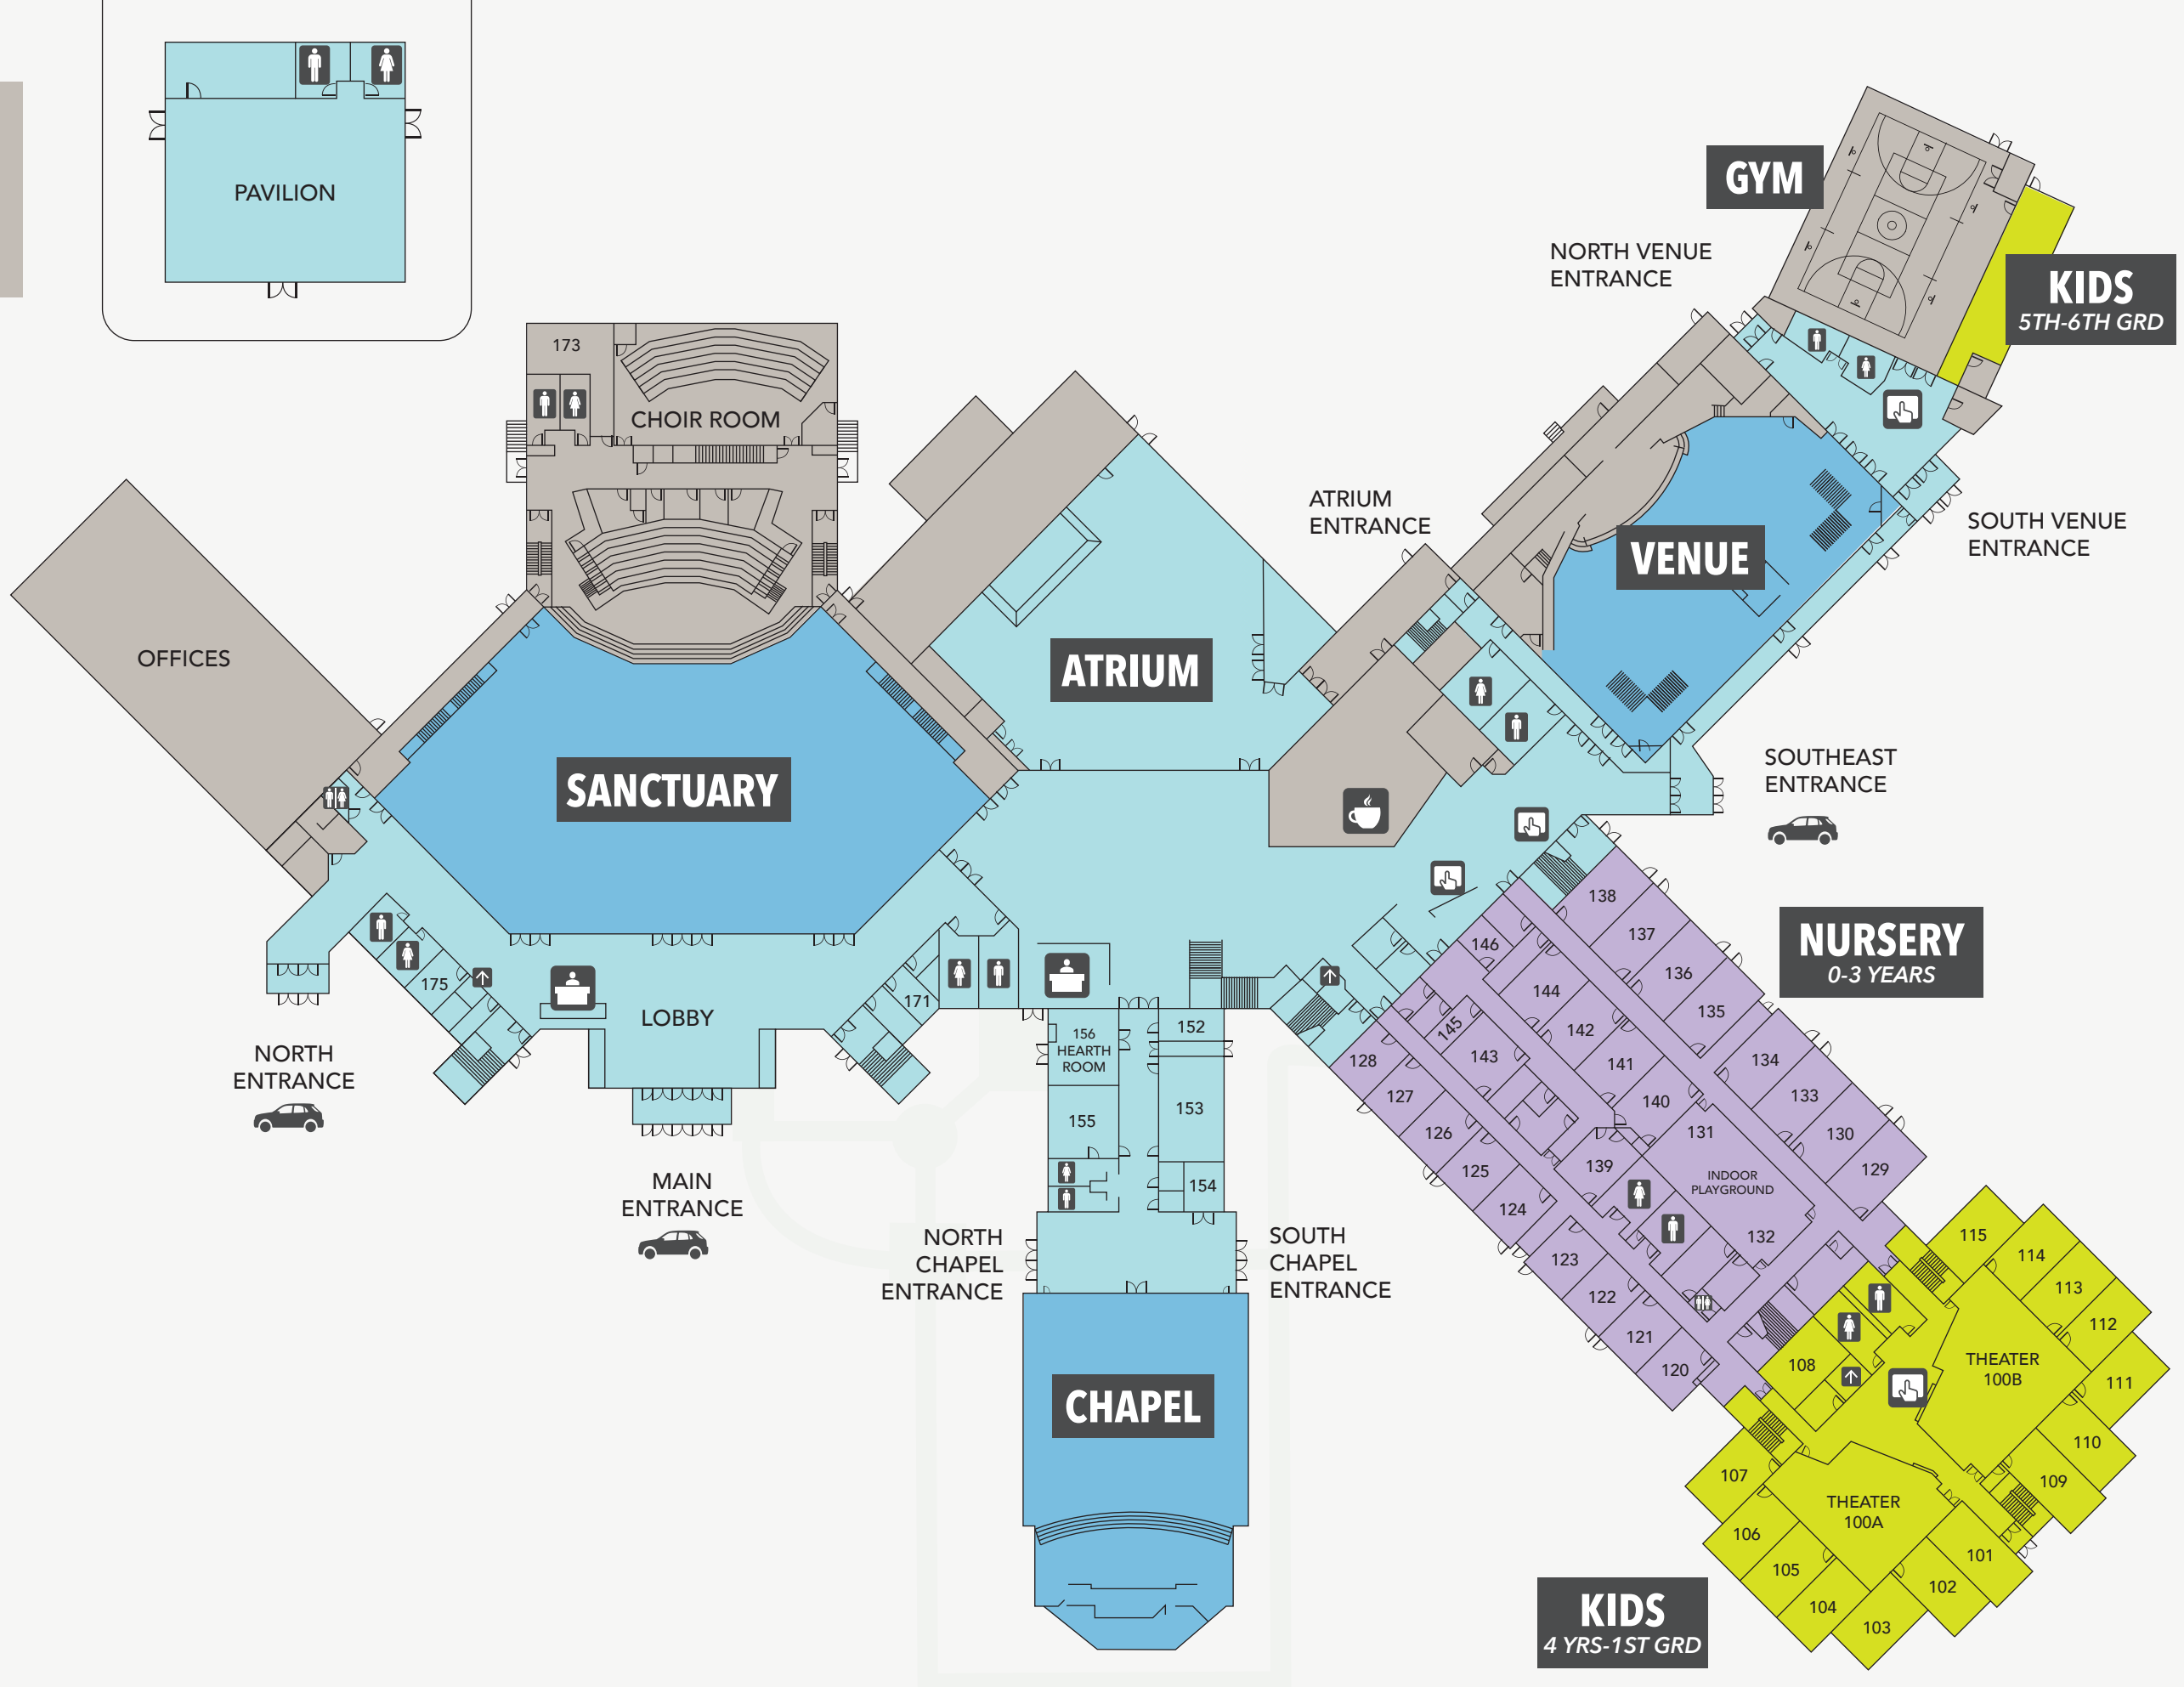 PAVILION
GYM
NORTH VENUE
ENTRANCE
KIDS
5TH-6TH GRD
173
CHOIR ROOM
ATRIUM
ENTRANCE
SOUTH VENUE
ENTRANCE
VENUE
OFFICES
ATRIUM
SANCTUARY
SOUTHEAST
ENTRANCE
NURSERY
0-3 YEARS
138
137
136
135
146
144
145
142
143
141
140
134
133
130
129
128
127
126
125
124
123
122
121
120
131
INDOOR
PLAYGROUND
132
139
175
LOBBY
171
156
HEARTH
ROOM
152
155
153
154
NORTH
ENTRANCE
MAIN
ENTRANCE
NORTH
CHAPEL
ENTRANCE
SOUTH
CHAPEL
ENTRANCE
CHAPEL
115
114
113
112
111
110
109
108
THEATER
100B
THEATER
100A
107
106
105
104
103
102
101
KIDS
4 YRS-1ST GRD